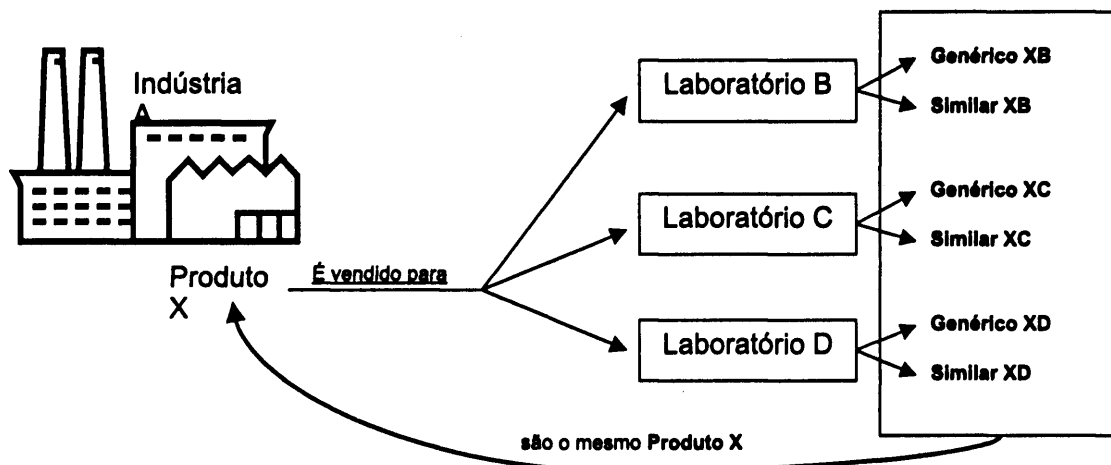 Indústria
A
Produto
X
É vendido para
Laboratório B
Genérico XB
Similar XB
Laboratório C
Genérico XC
Similar XC
Laboratório D
Genérico XD
Similar XD
são o mesmo Produto X